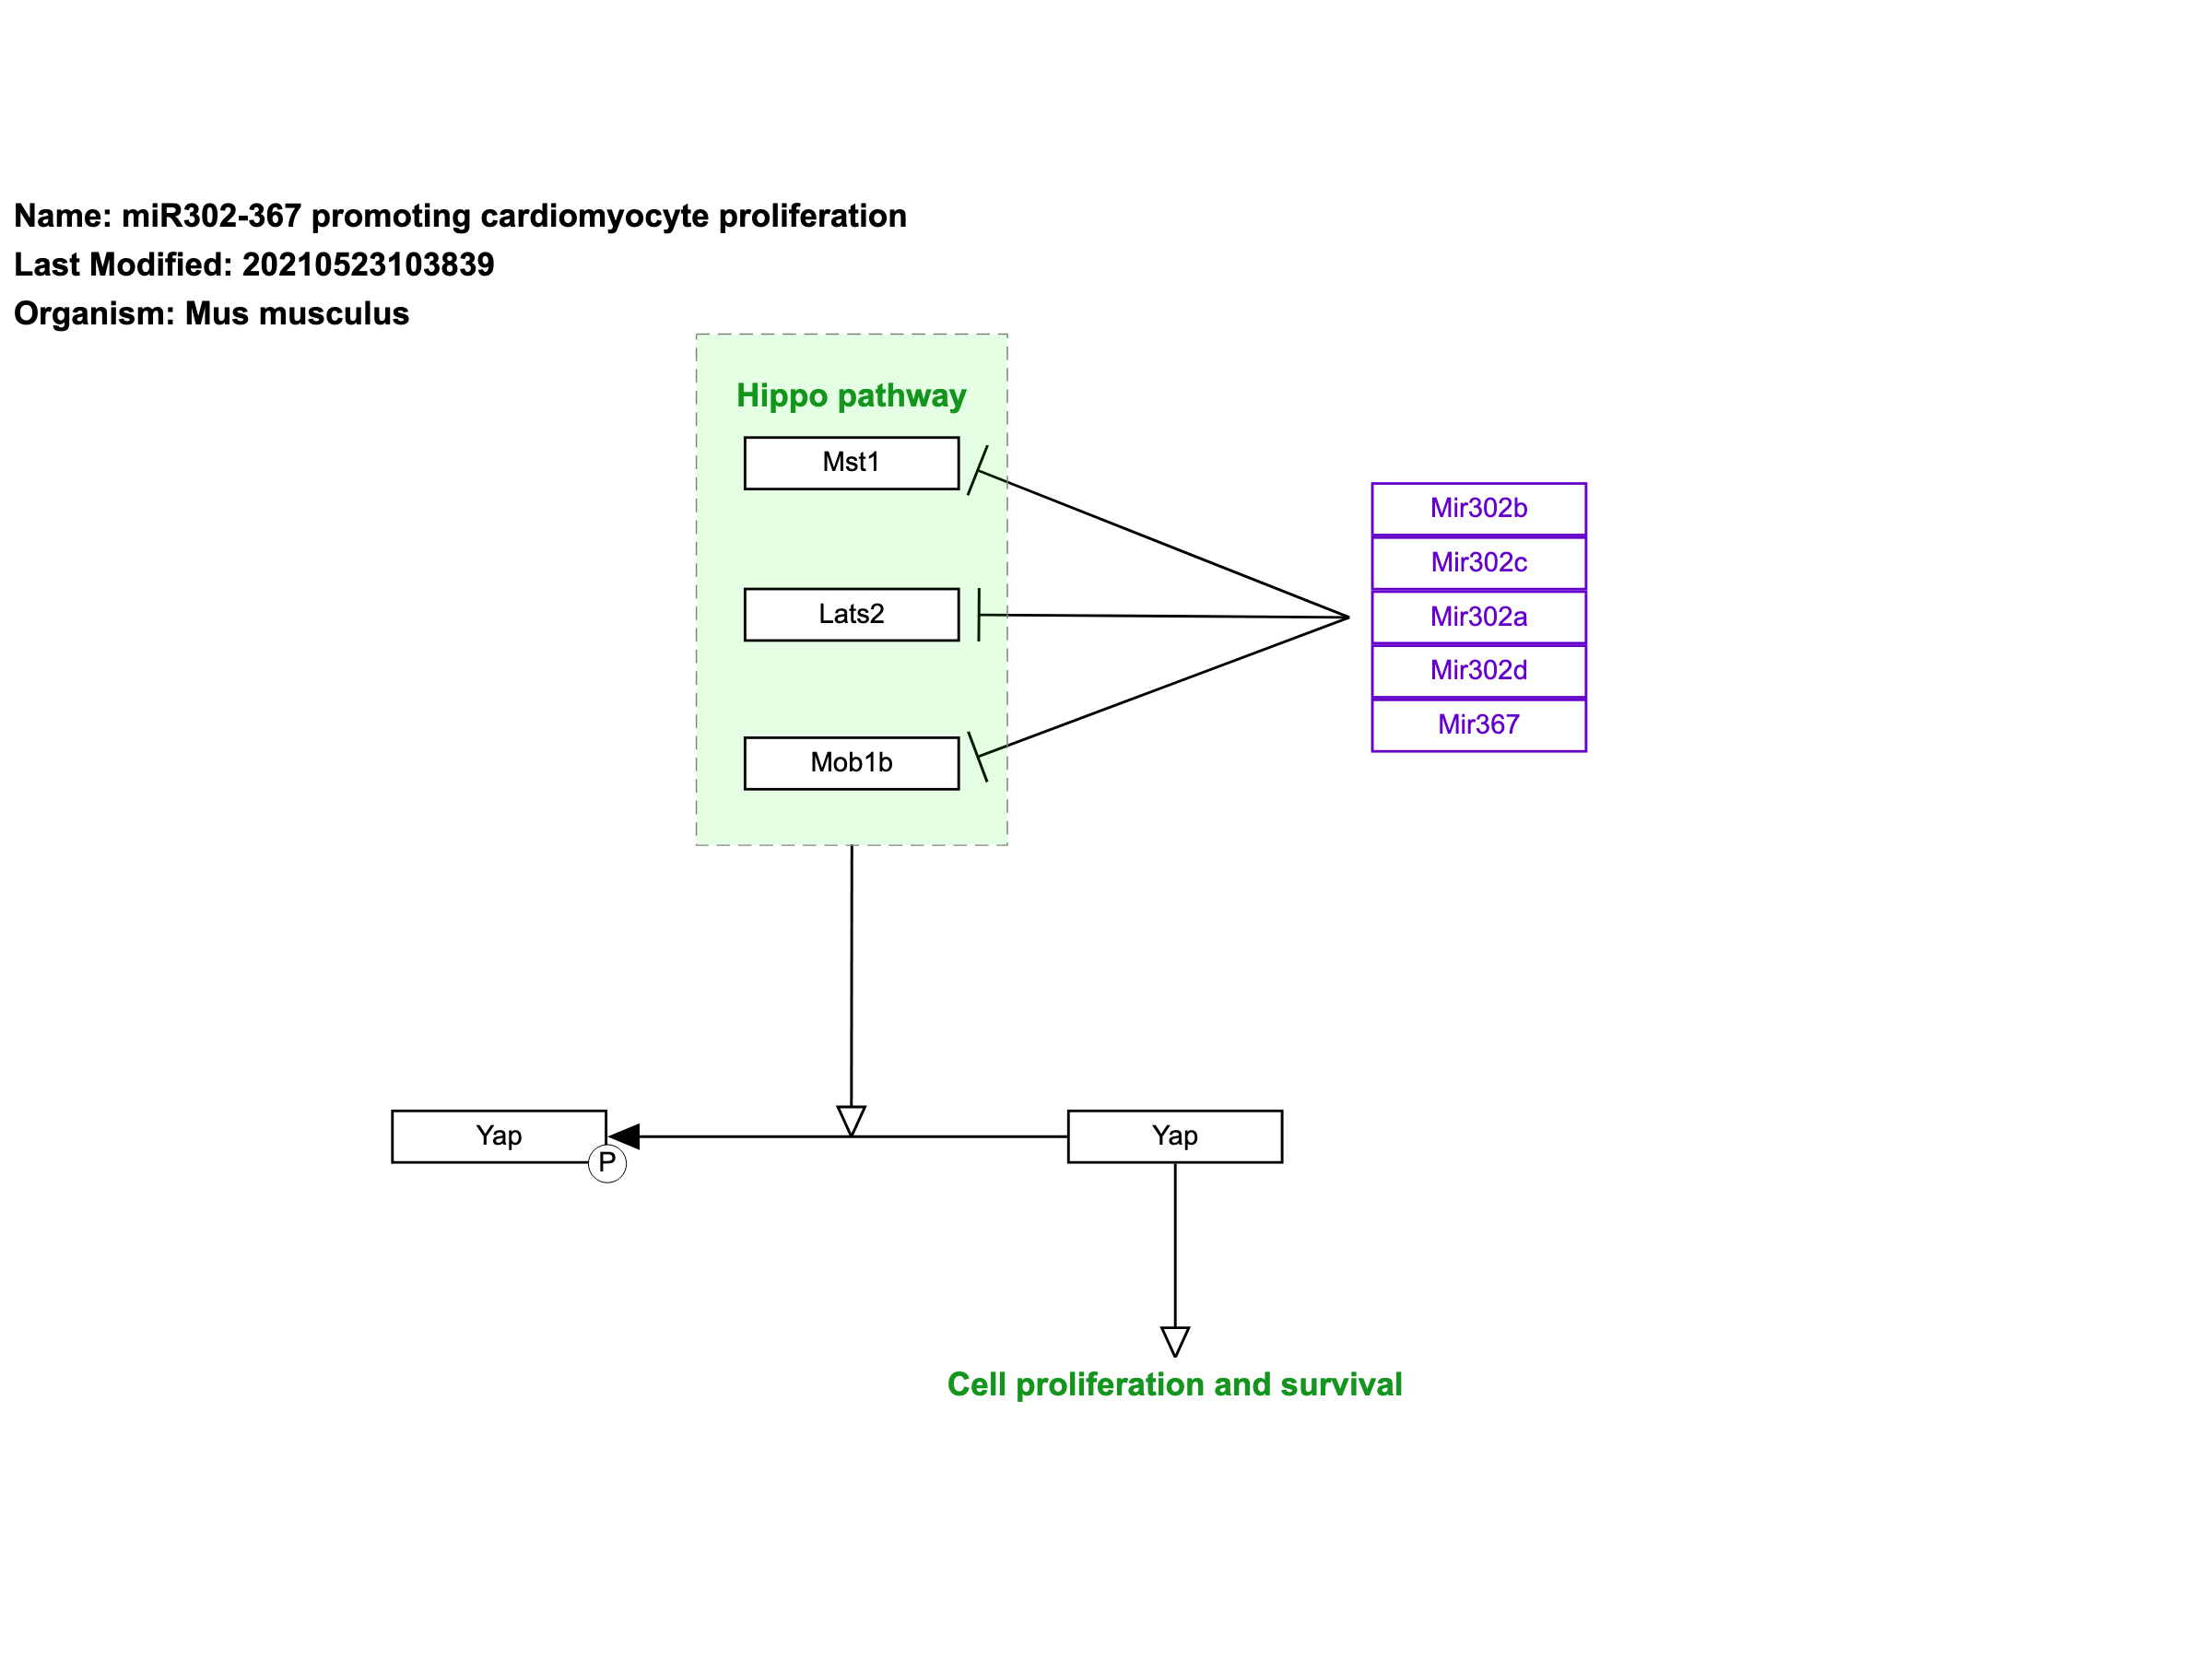 Name: miR302-367 promoting cardiomyocyte proliferation
Last Modified: 20210523103839
Organism: Mus musculus
Hippo pathway
Mst1
Lats2
Mob1b
Mir302b
Mir302c
Mir302a
Mir302d
Mir367
Yap
P
Yap
Cell proliferation and survival